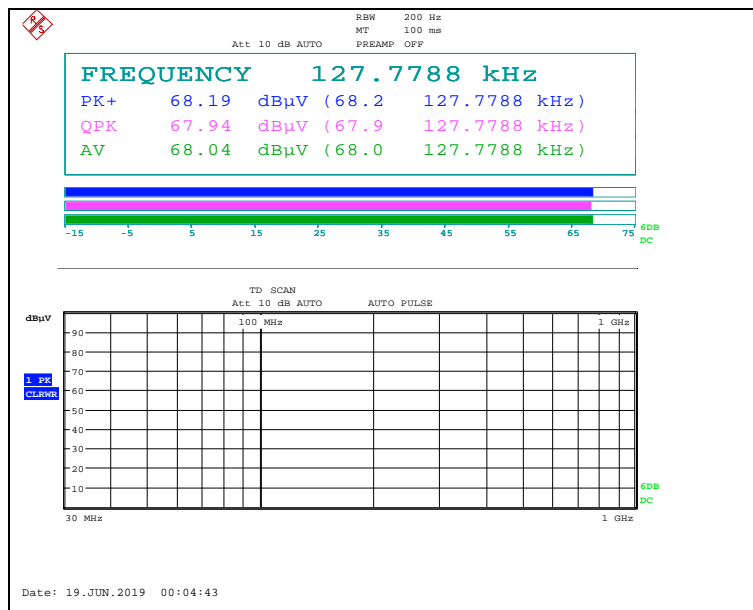 R&S
RBW 200 Hz
MT 100 ms
Att 10 dB AUTO PREAMP OFF
FREQUENCY 127.7788 kHz
PK+ 68.19 dBµV (68.2 127.7788 kHz)
QPK 67.94 dBµV (67.9 127.7788 kHz)
AV 68.04 dBµV (68.0 127.7788 kHz)
-15 -5 5 15 25 35 45 55 65 75
6DB
DC
TD SCAN
Att 10 dB AUTO AUTO PULSE
dBµV
100 MHz 1 GHz
90
80
70
1 PK
CLRWR
60
50
40
30
20
10
6DB
DC
30 MHz 1 GHz
Date: 19.JUN.2019 00:04:43